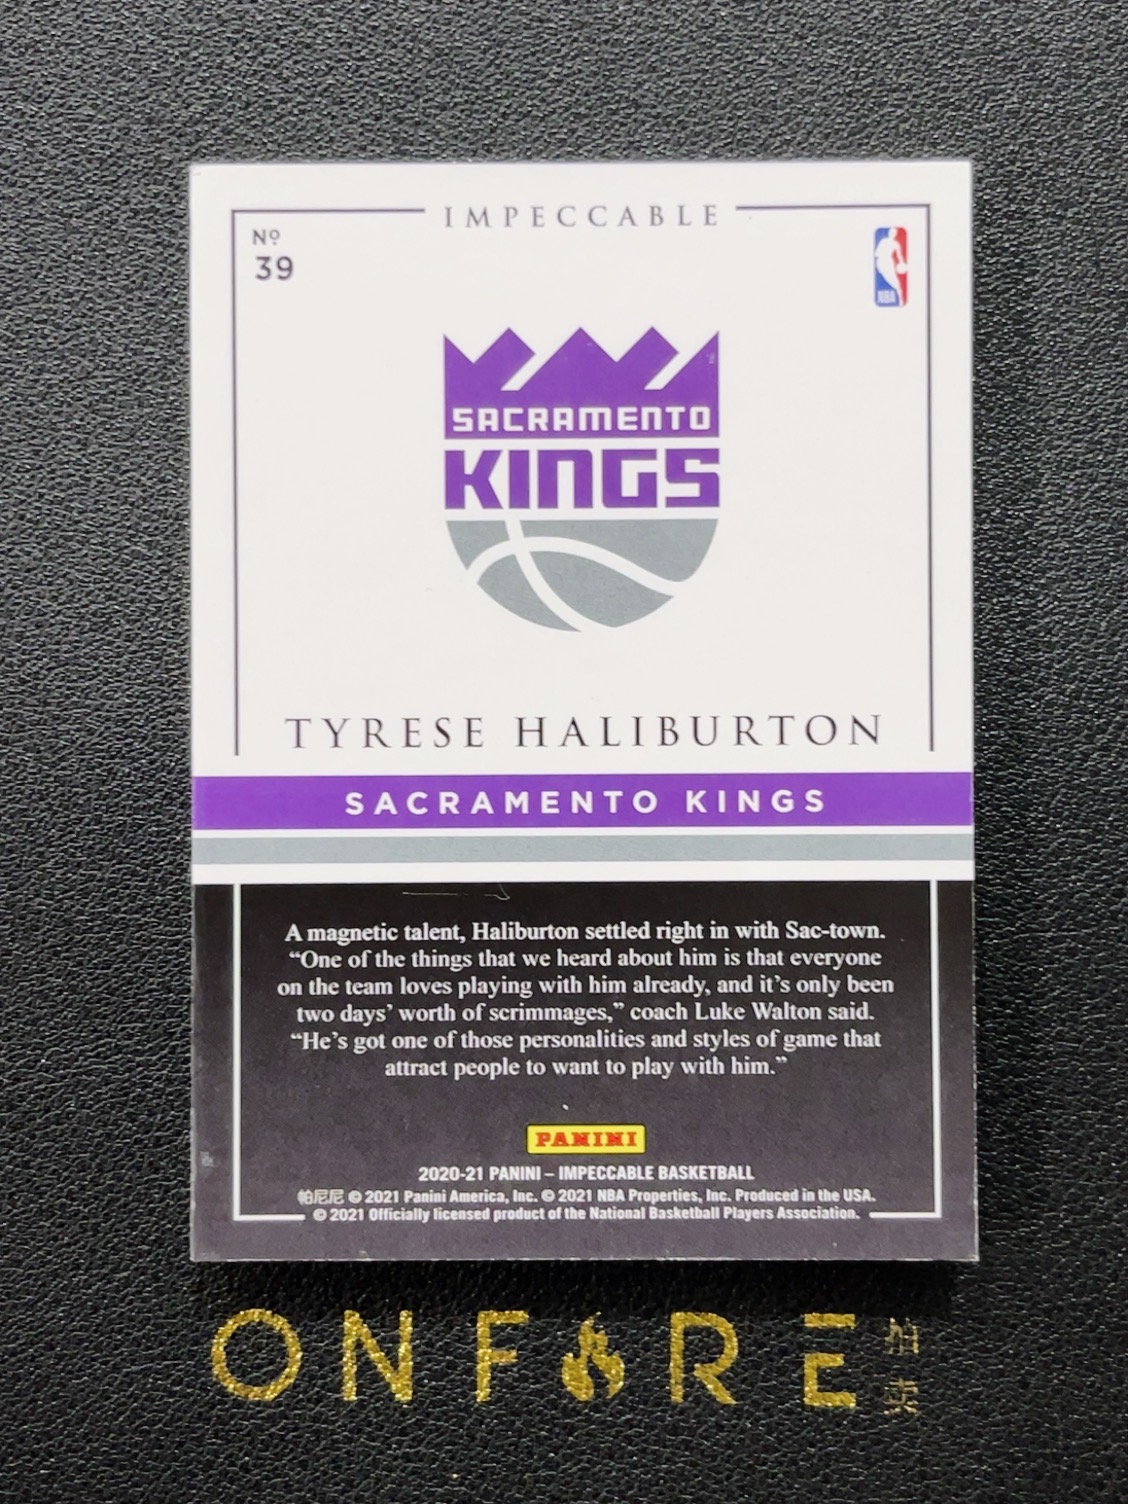 IMPECCABLE
Nº
39
NBA
SACRAMENTO
KINGS
TYRESE HALIBURTON
SACRAMENTO KINGS
A magnetic talent, Haliburton settled right in with Sac-town.
“One of the things that we heard about him is that everyone
on the team loves playing with him already, and it’s only been
two days’ worth of scrimmages,” coach Luke Walton said.
“He’s got one of those personalities and styles of game that
attract people to want to play with him.”
PANINI
2020-21 PANINI – IMPECCABLE BASKETBALL
帕尼尼 © 2021 Panini America, Inc. © 2021 NBA Properties, Inc. Produced in the USA.
© 2021 Officially licensed product of the National Basketball Players Association.
ONFIRE
拍卖